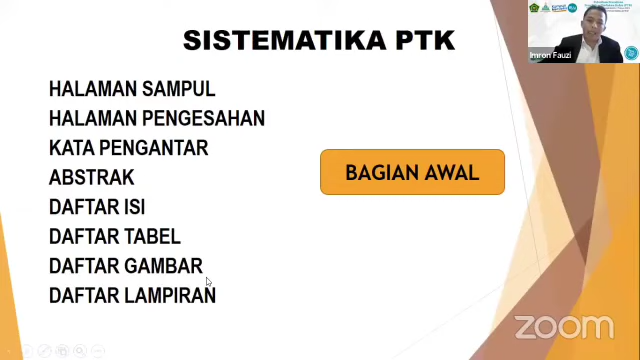 SISTEMATIKA PTK
HALAMAN SAMPUL
HALAMAN PENGESAHAN
KATA PENGANTAR
ABSTRAK
DAFTAR ISI
DAFTAR TABEL
DAFTAR GAMBAR
DAFTAR LAMPIRAN
BAGIAN AWAL
Imron Fauzi
zoom